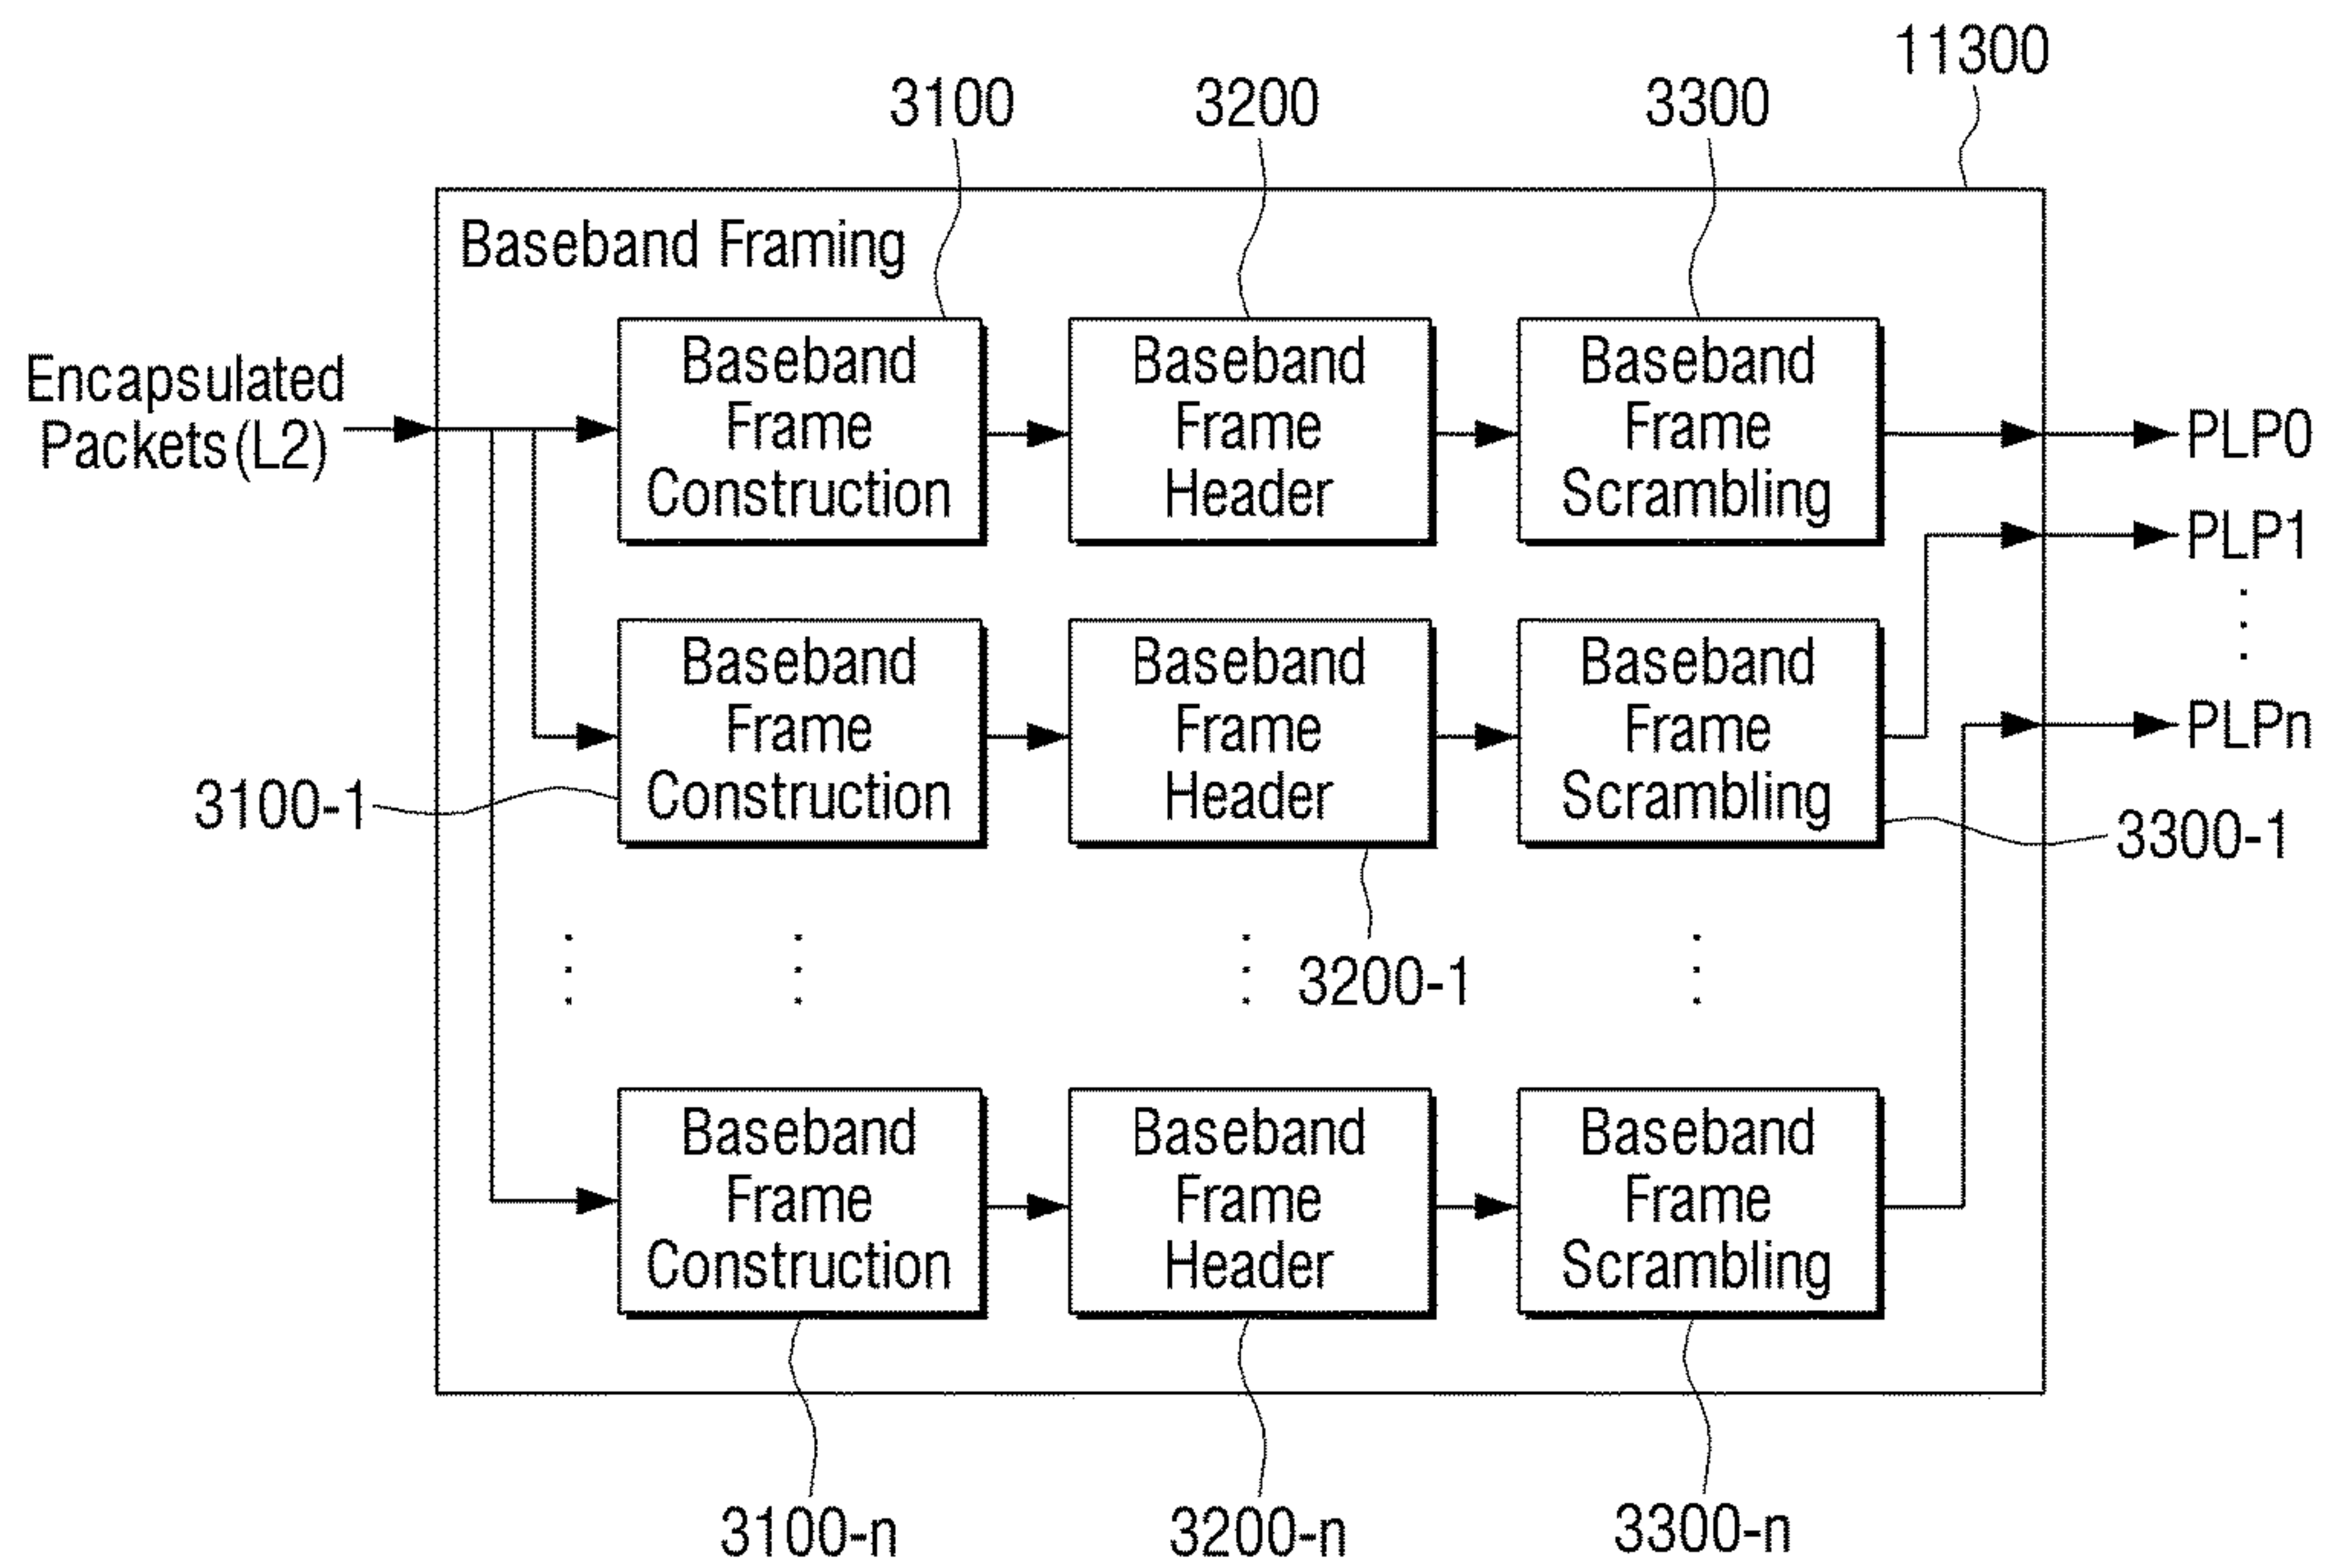 11300
3100
3200
3300
Baseband Framing
Encapsulated
Packets(L2)
Baseband
Frame
Construction
Baseband
Frame
Header
Baseband
Frame
Scrambling
PLP0
PLP1
PLPn
Baseband
Frame
Construction
Baseband
Frame
Header
Baseband
Frame
Scrambling
3100-1
3300-1
3200-1
Baseband
Frame
Construction
Baseband
Frame
Header
Baseband
Frame
Scrambling
3100-n
3200-n
3300-n